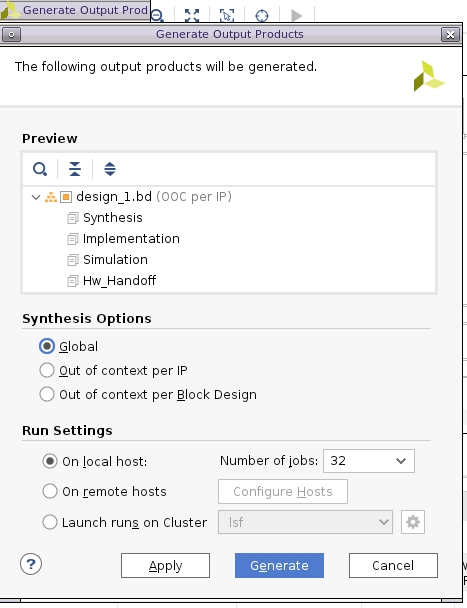 Generate Output Prod
Generate Output Products
The following output products will be generated.
Preview
design_1.bd (OOC per IP)
Synthesis
Implementation
Simulation
Hw_Handoff
Synthesis Options
Global
Out of context per IP
Out of context per Block Design
Run Settings
On local host: Number of jobs: 32
On remote hosts Configure Hosts
Launch runs on Cluster lsf
? Apply Generate Cancel